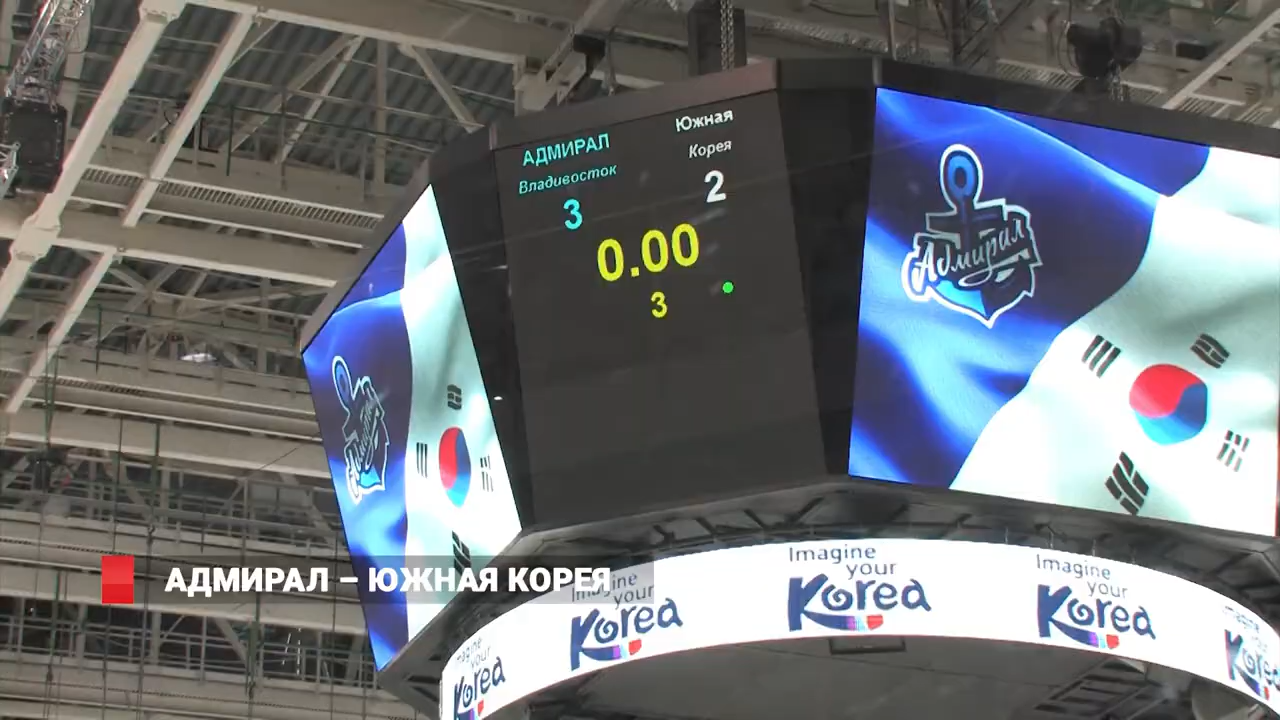 АДМИРАЛ
Владивосток
3
Южная
Корея
2
0.00
3
Адмирал
Адмирал
АДМИРАЛ – ЮЖНАЯ КОРЕЯ
Imagine
your
Korea
Imagine
your
Korea
Imagine
your
Korea
your
Korea